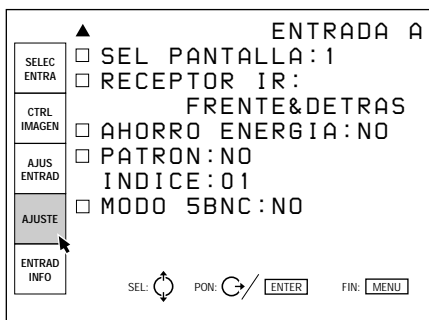 ENTRADA A
SELEC
ENTRA
CTRL
IMAGEN
AJUS
ENTRAD
AJUSTE
ENTRAD
INFO
SEL PANTALLA:1
RECEPTOR IR:
FRENTE&DETRAS
AHORRO ENERGIA:NO
PATRON:NO
INDICE:01
MODO 5BNC:NO
SEL: PON: ENTER FIN: MENU